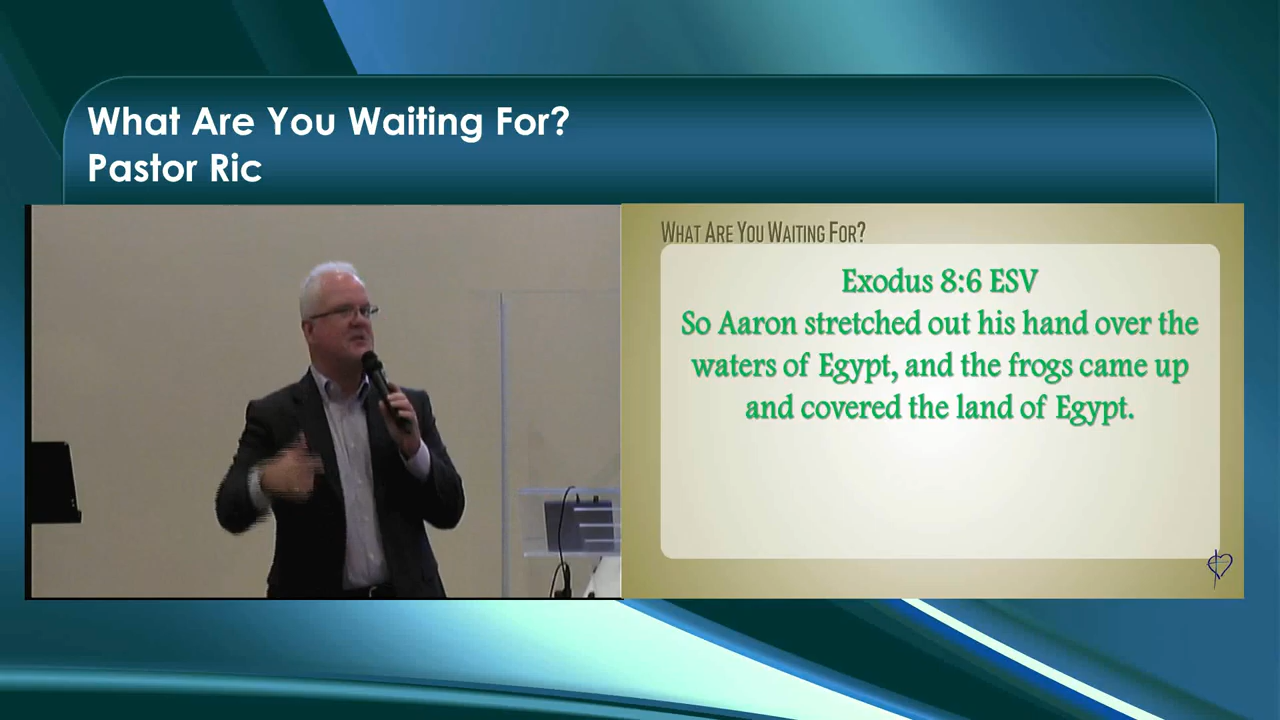 What Are You Waiting For?
Pastor Ric
What Are You Waiting For?
Exodus 8:6 ESV
So Aaron stretched out his hand over the
waters of Egypt, and the frogs came up
and covered the land of Egypt.